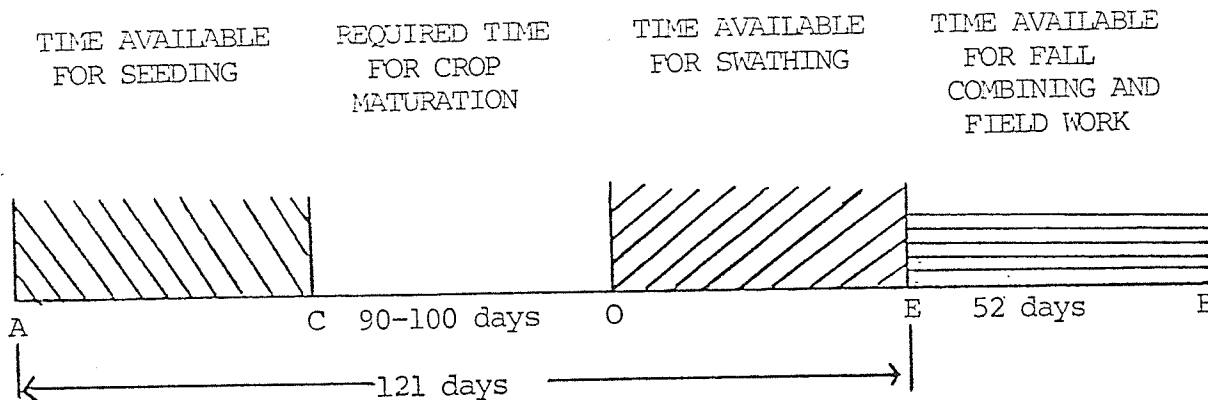 TIME AVAILABLE
FOR SEEDING
REQUIRED TIME
FOR CROP
MATURATION
TIME AVAILABLE
FOR SWATHING
TIME AVAILABLE
FOR FALL
COMBINING AND
FIELD WORK
A
C
90-100 days
O
E
52 days
121 days